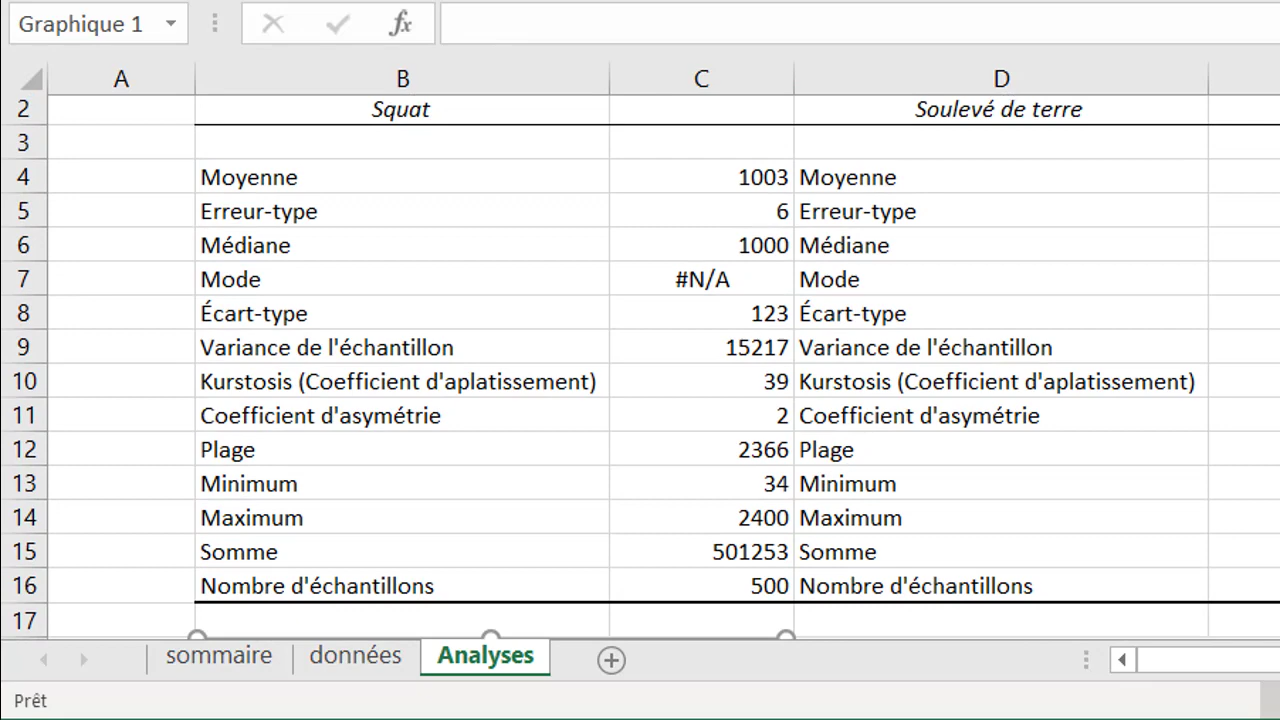 Graphique 1
fx
A B C D
2 Squat Soulevé de terre
3
4 Moyenne 1003 Moyenne
5 Erreur-type 6 Erreur-type
6 Médiane 1000 Médiane
7 Mode #N/A Mode
8 Écart-type 123 Écart-type
9 Variance de l'échantillon 15217 Variance de l'échantillon
10 Kurstosis (Coefficient d'aplatissement) 39 Kurstosis (Coefficient d'aplatissement)
11 Coefficient d'asymétrie 2 Coefficient d'asymétrie
12 Plage 2366 Plage
13 Minimum 34 Minimum
14 Maximum 2400 Maximum
15 Somme 501253 Somme
16 Nombre d'échantillons 500 Nombre d'échantillons
17
sommaire données Analyses
Prêt